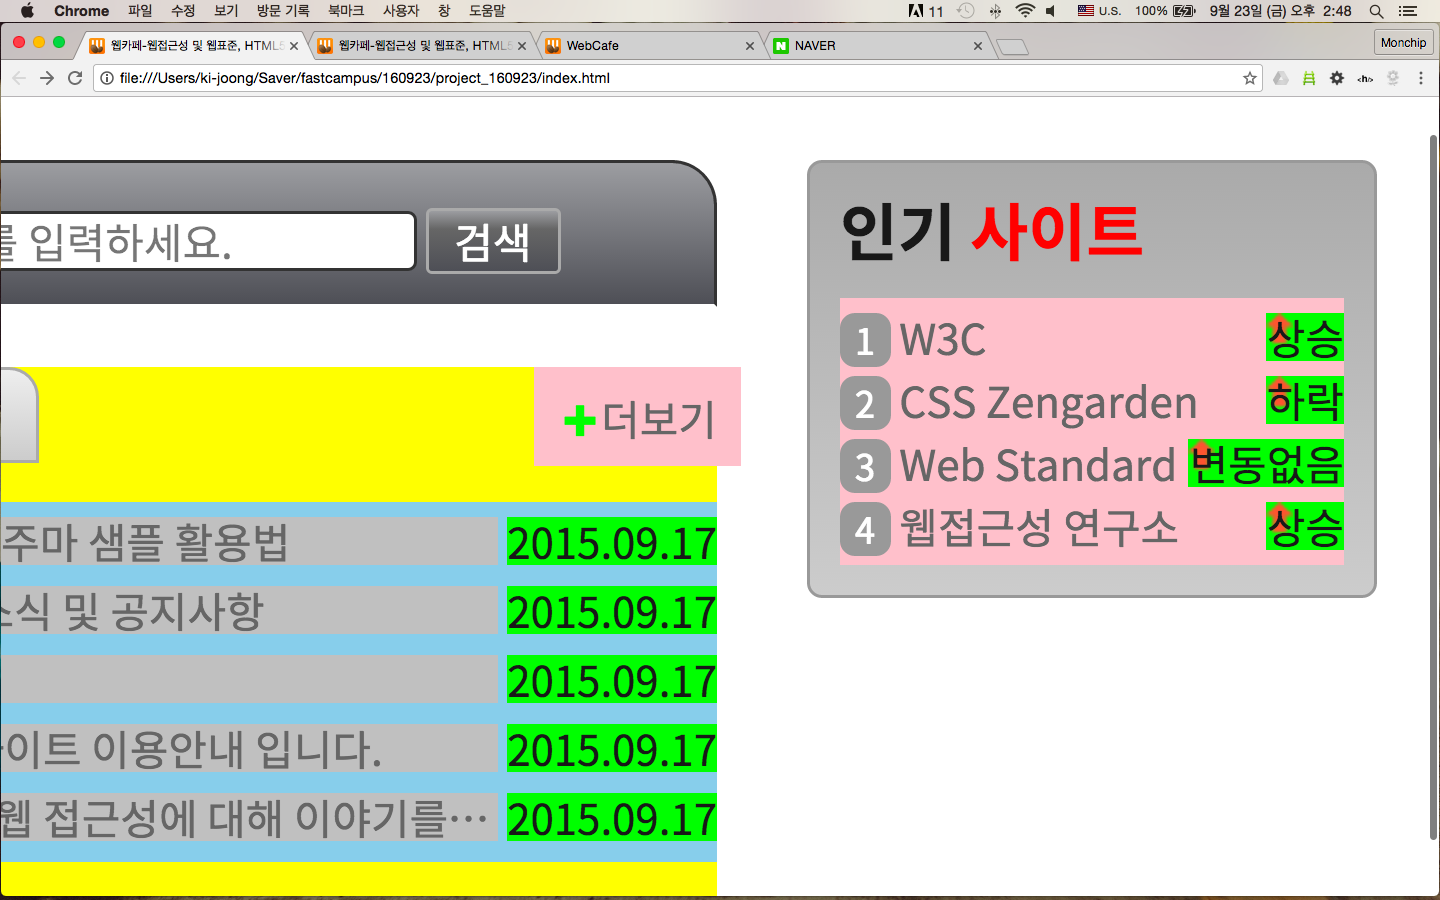 Chrome 파일 수정 보기 방문 기록 북마크 사용자 창 도움말 11 U.S. 100% 9월 23일 (금) 오후 2:48
웹카페-웹접근성 및 웹표준, HTML5 웹카페-웹접근성 및 웹표준, HTML5 WebCafe NAVER Monchip
file:///Users/ki-joong/Saver/fastcampus/160923/project_160923/index.html
를 입력하세요. 검색
더보기
주마 샘플 활용법 2015.09.17
소식 및 공지사항 2015.09.17
2015.09.17
사이트 이용안내 입니다. 2015.09.17
웹 접근성에 대해 이야기를… 2015.09.17
인기 사이트
1 W3C 상승
2 CSS Zengarden 하락
3 Web Standard 변동없음
4 웹접근성 연구소 상승